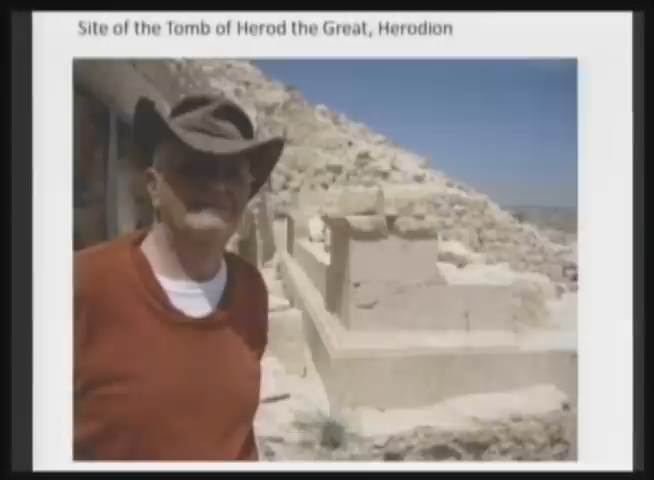 Site of the Tomb of Herod the Great, Herodion